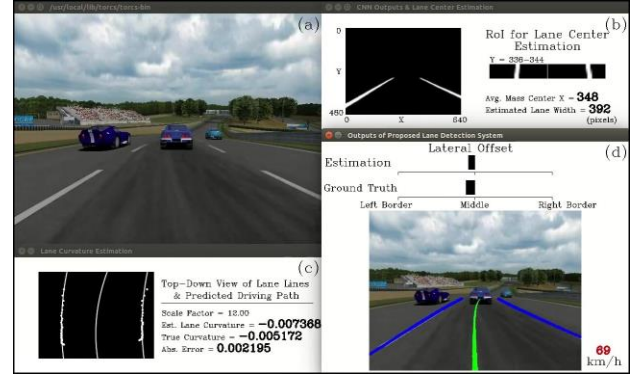 /usr/local/lib/torcs/torcs-bin
(a)
CNN Outputs & Lane Center Estimation
(b)
0
Y
480
0
X
640
RoI for Lane Center
Estimation
Y = 338-344
Avg. Mass Center X = 348
Estimated Lane Width = 392
(pixels)
Lane Curvature Estimation
(c)
Top-Down View of Lane Lines
& Predicted Driving Path
Scale Factor = 12.00
Est. Lane Curvature = -0.007368
True Curvature = -0.005172
Abs. Error = 0.002195
Outputs of Proposed Lane Detection System
(d)
Lateral Offset
Estimation
Ground Truth
Left Border Middle Right Border
69
km/h